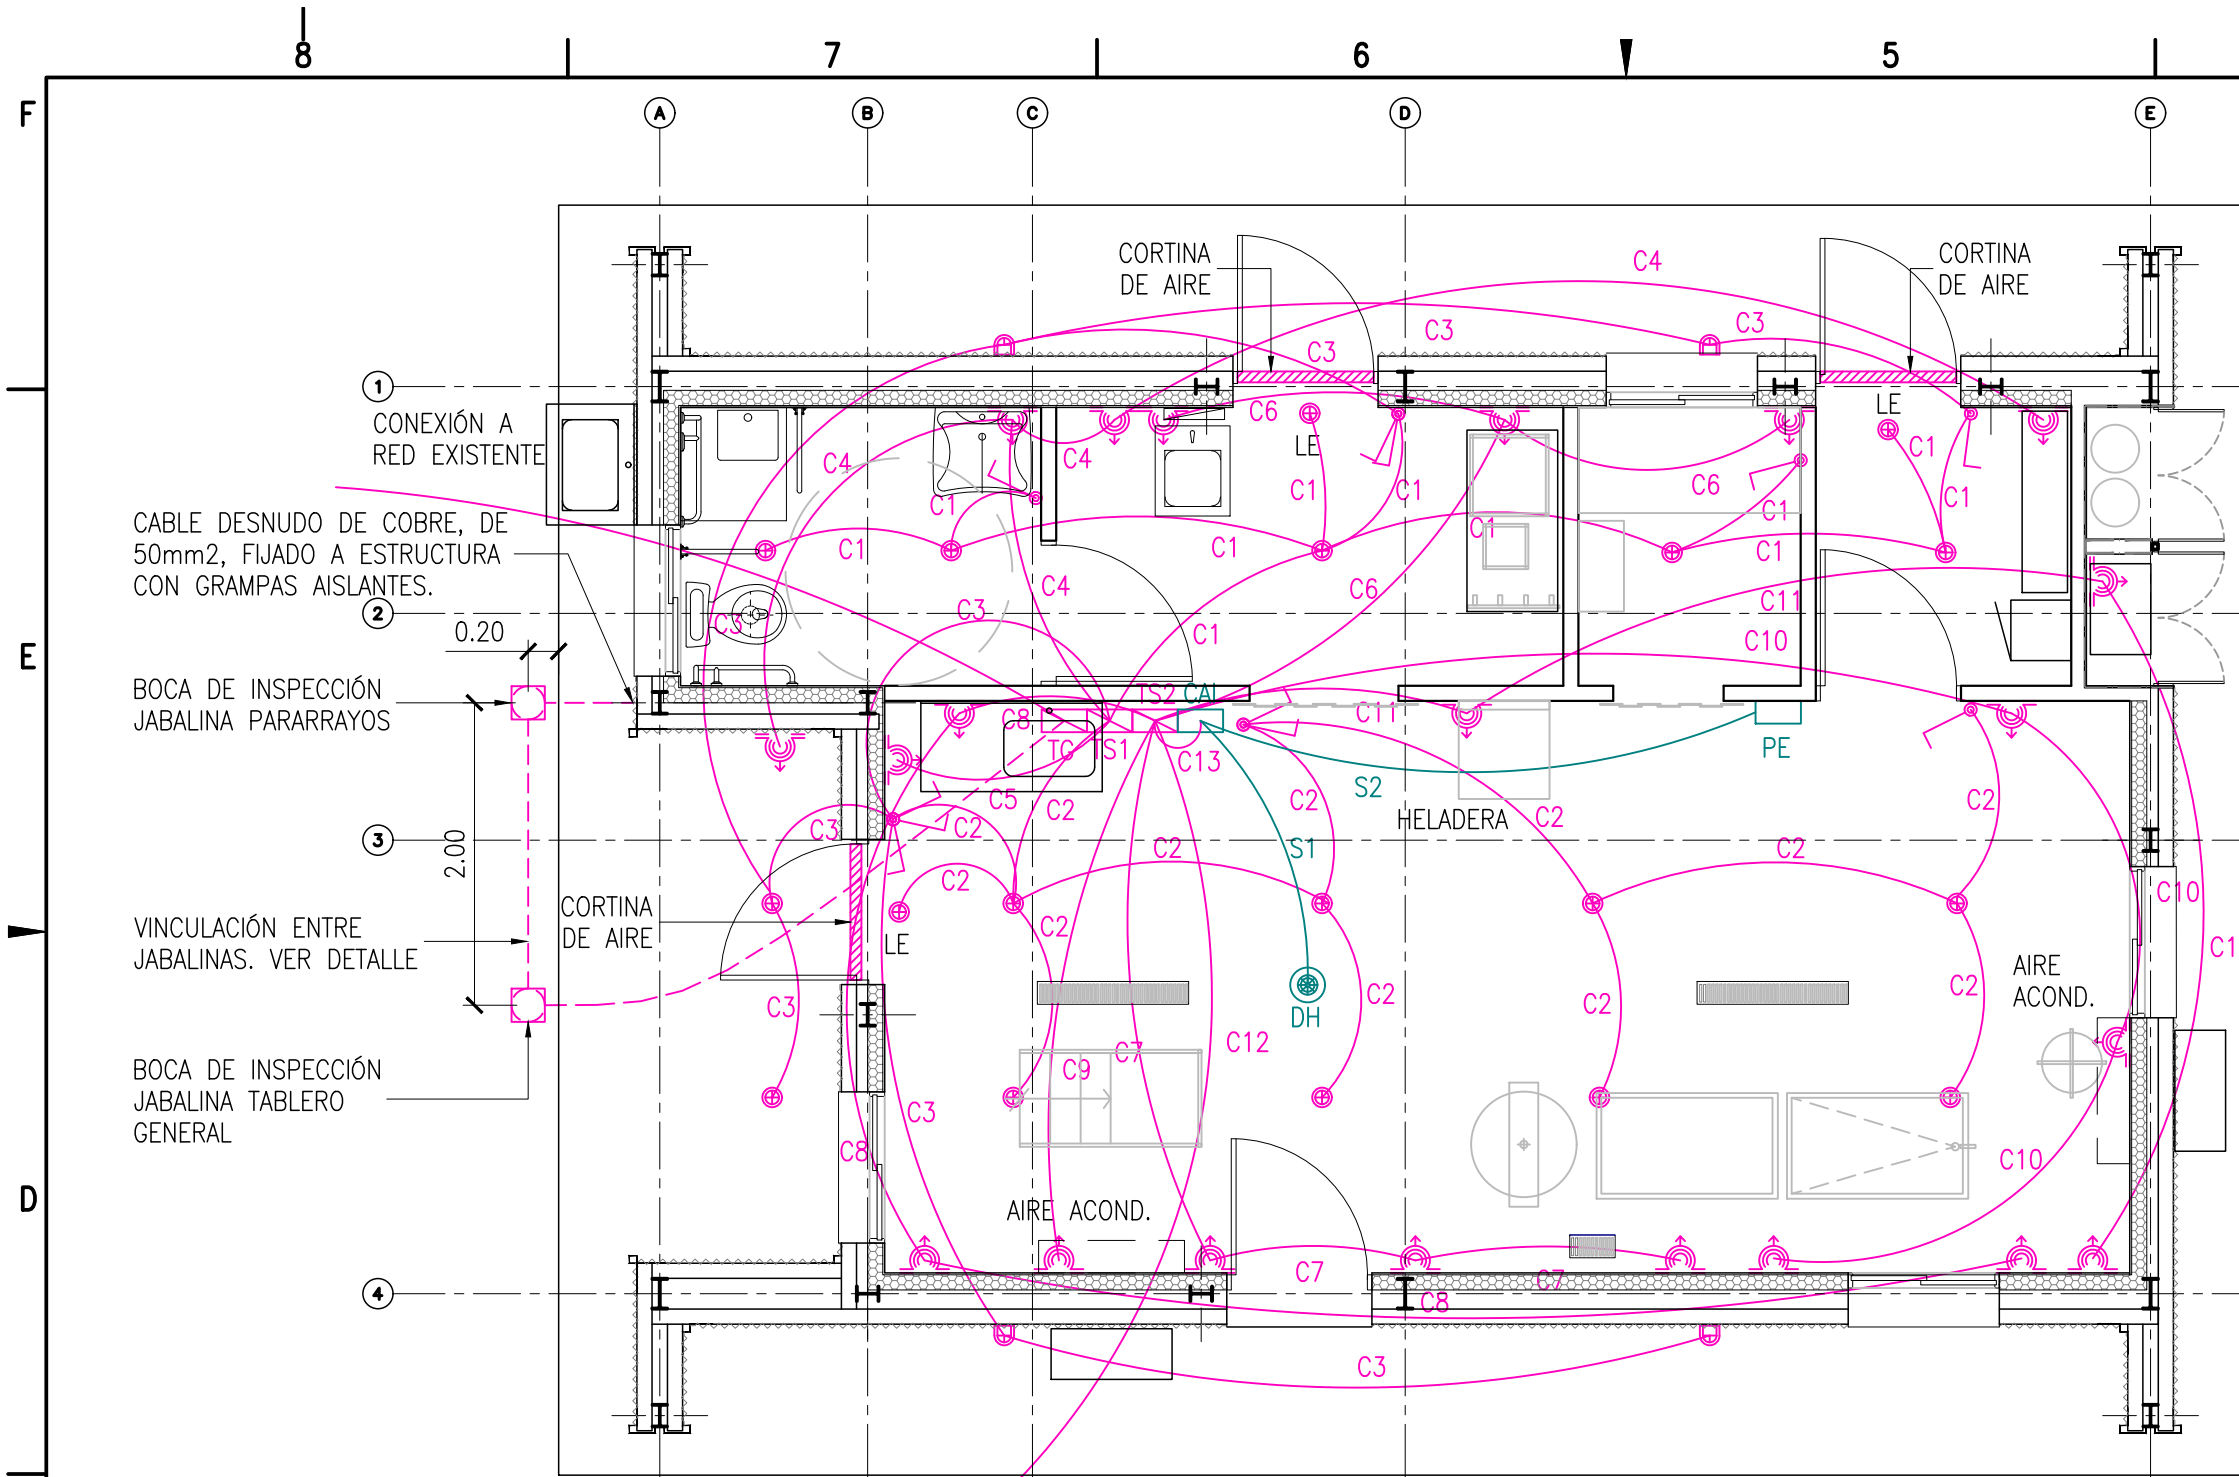 8
7
6
5
F
A
B
C
D
E
CORTINA
DE AIRE
C4
CORTINA
DE AIRE
C3
C3
C3
1
CONEXIÓN A
RED EXISTENTE
C6
LE
LE
C4
C4
C1
C1
C1
C1
C6
C1
C1
C1
CABLE DESNUDO DE COBRE, DE
50mm2, FIJADO A ESTRUCTURA
CON GRAMPAS AISLANTES.
C1
C1
C1
C1
C4
C6
C11
2
C3
C3
C1
C10
0.20
E
BOCA DE INSPECCIÓN
JABALINA PARARRAYOS
TS2
CAI
C8
C11
TG
TS1
C13
PE
S2
C5
C2
C2
C2
C2
C3
C2
HELADERA
3
2.00
S1
C2
C2
C2
C10
CORTINA
DE AIRE
VINCULACIÓN ENTRE
JABALINAS. VER DETALLE
LE
C2
C1
AIRE
ACOND.
C3
C2
C2
C2
DH
C12
C7
C9
BOCA DE INSPECCIÓN
JABALINA TABLERO
GENERAL
C3
C8
C10
D
AIRE ACOND.
C7
C7
C8
4
C3